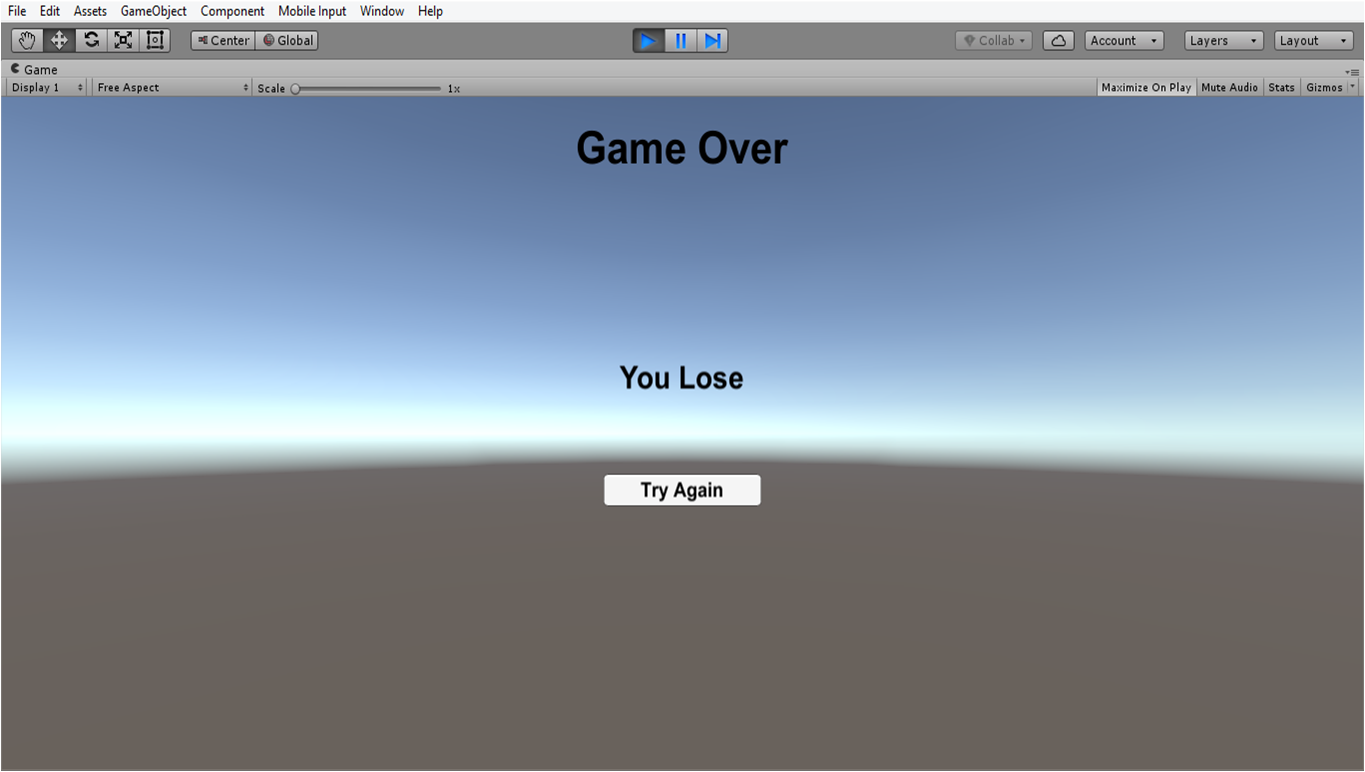 File Edit Assets GameObject Component Mobile Input Window Help
Center Global Collab Account Layers Layout
Game
Display 1 Free Aspect Scale 1x Maximize On Play Mute Audio Stats Gizmos
Game Over
You Lose
Try Again